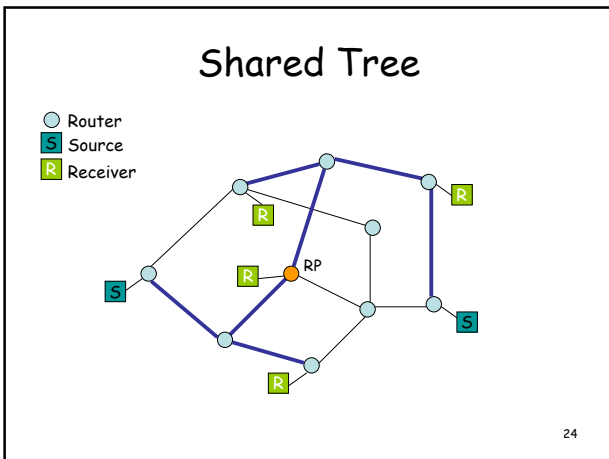 Shared Tree
Router
S Source
R Receiver
R
R
RP
R
S
S
R
24